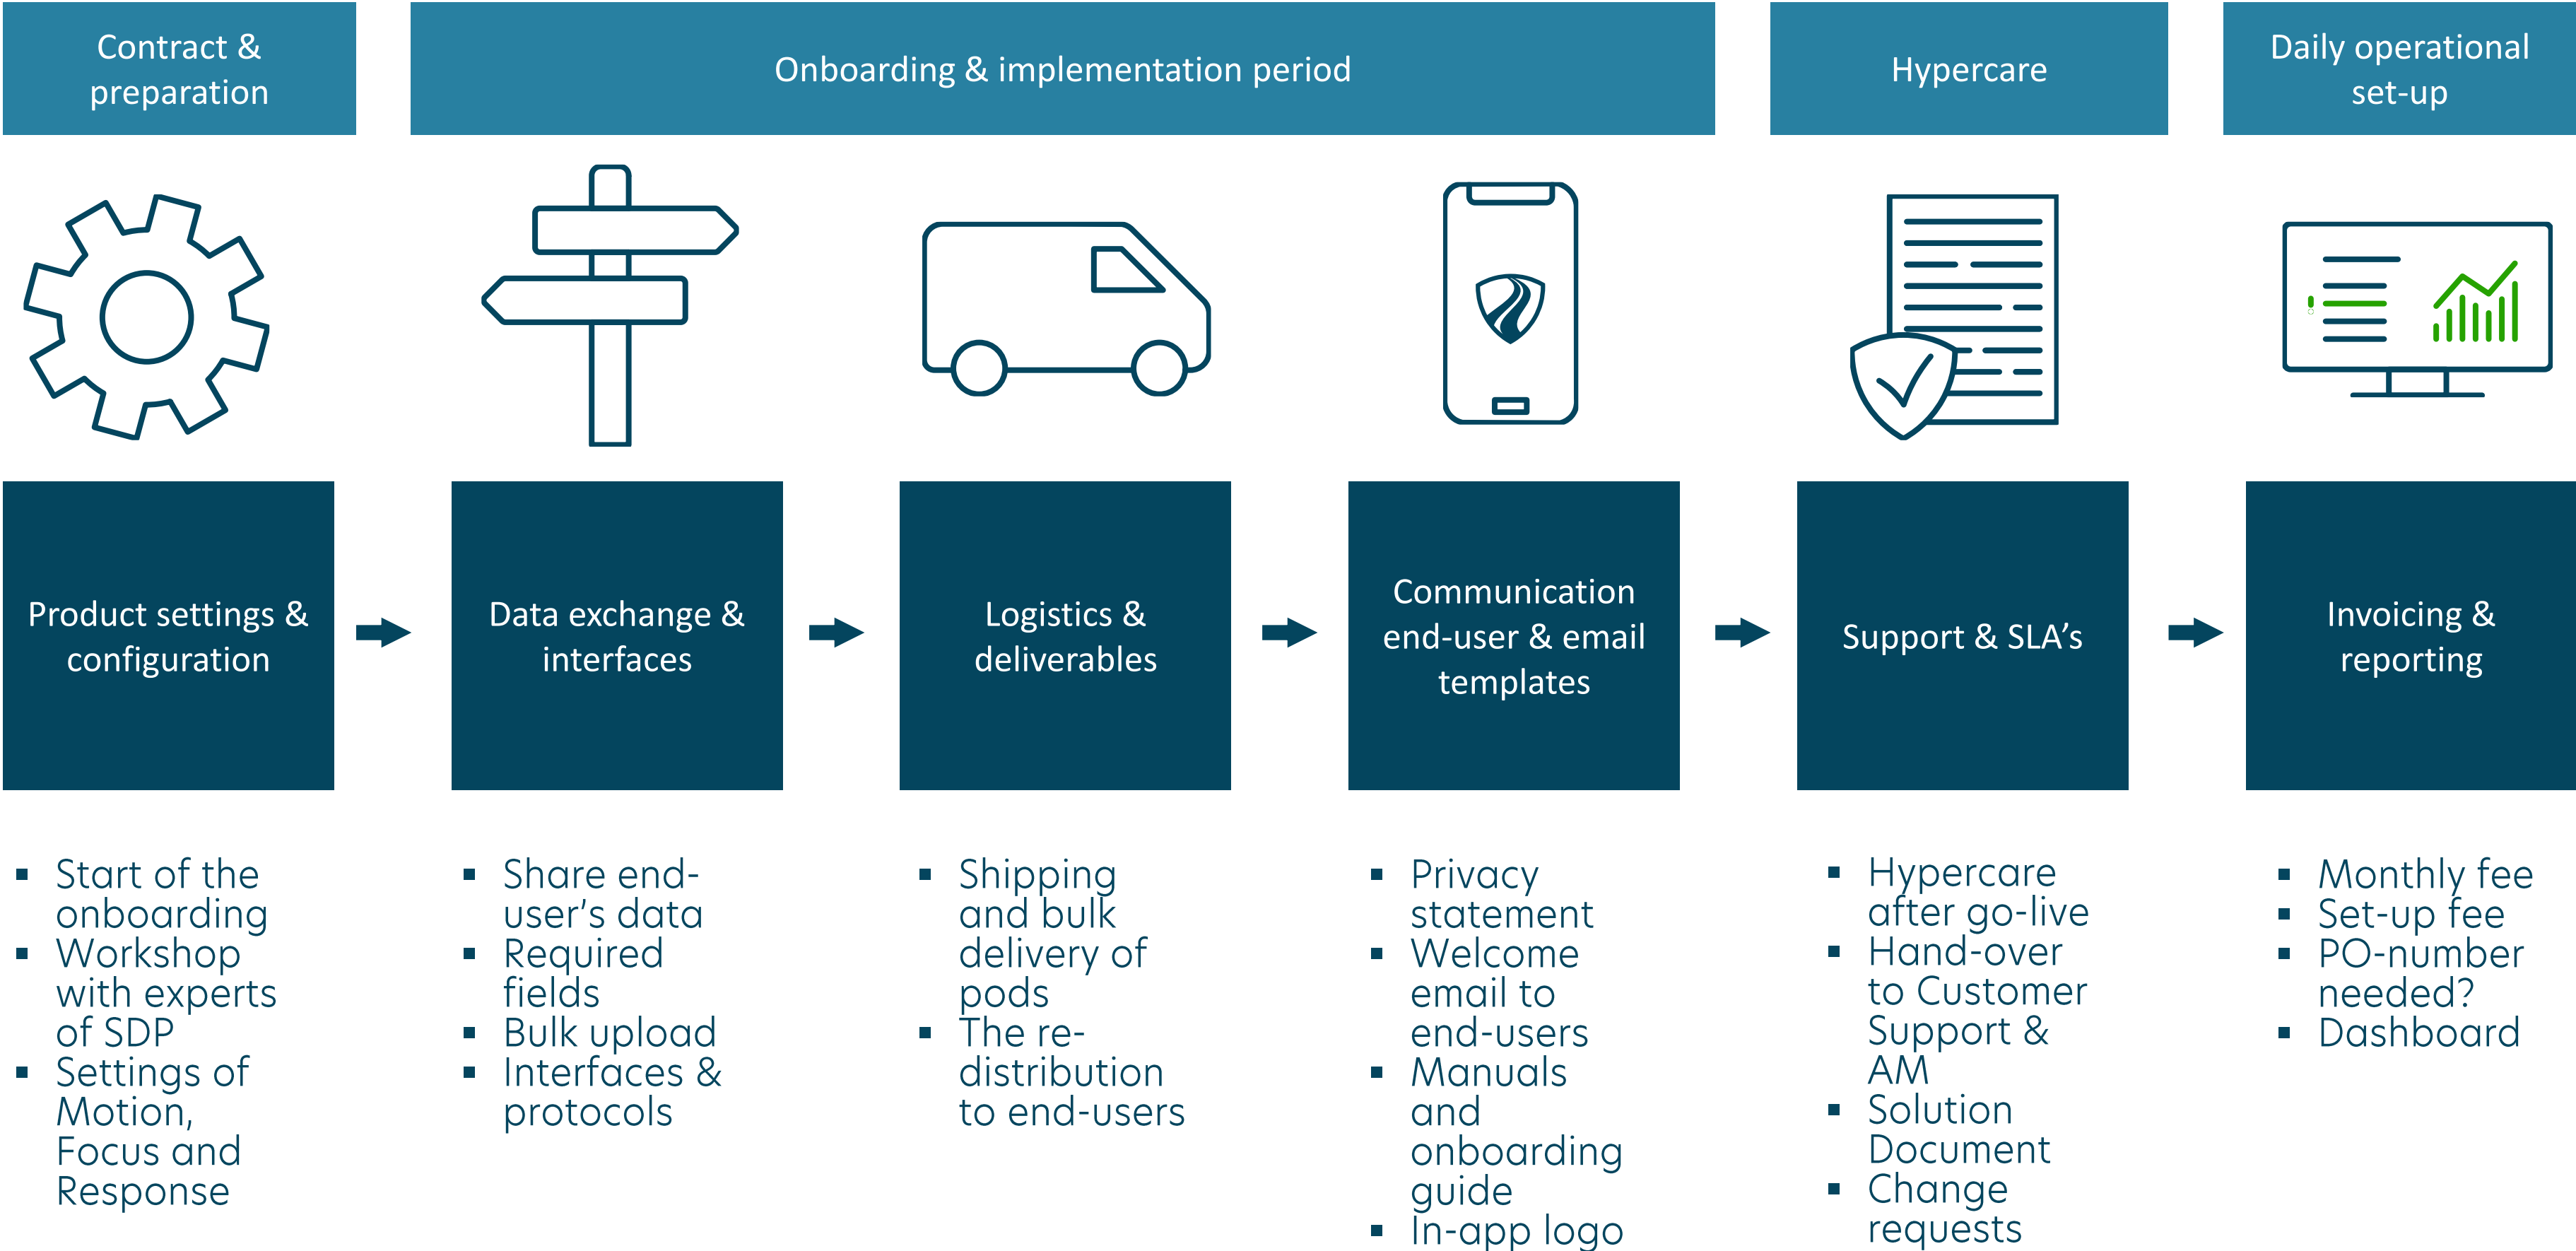 Contract &
preparation
Onboarding & implementation period
Hypercare
Daily operational
set-up
Product settings &
configuration
Data exchange &
interfaces
Logistics &
deliverables
Communication
end-user & email
templates
Support & SLA’s
Invoicing &
reporting
▪ Start of the
onboarding
▪ Workshop
with experts
of SDP
▪ Settings of
Motion,
Focus and
Response
▪ Share end-
user’s data
▪ Required
fields
▪ Bulk upload
▪ Interfaces &
protocols
▪ Shipping
and bulk
delivery of
pods
▪ The re-
distribution
to end-users
▪ Privacy
statement
▪ Welcome
email to
end-users
▪ Manuals
and
onboarding
guide
▪ In-app logo
▪ Hypercare
after go-live
▪ Hand-over
to Customer
Support &
AM
▪ Solution
Document
▪ Change
requests
▪ Monthly fee
▪ Set-up fee
▪ PO-number
needed?
▪ Dashboard